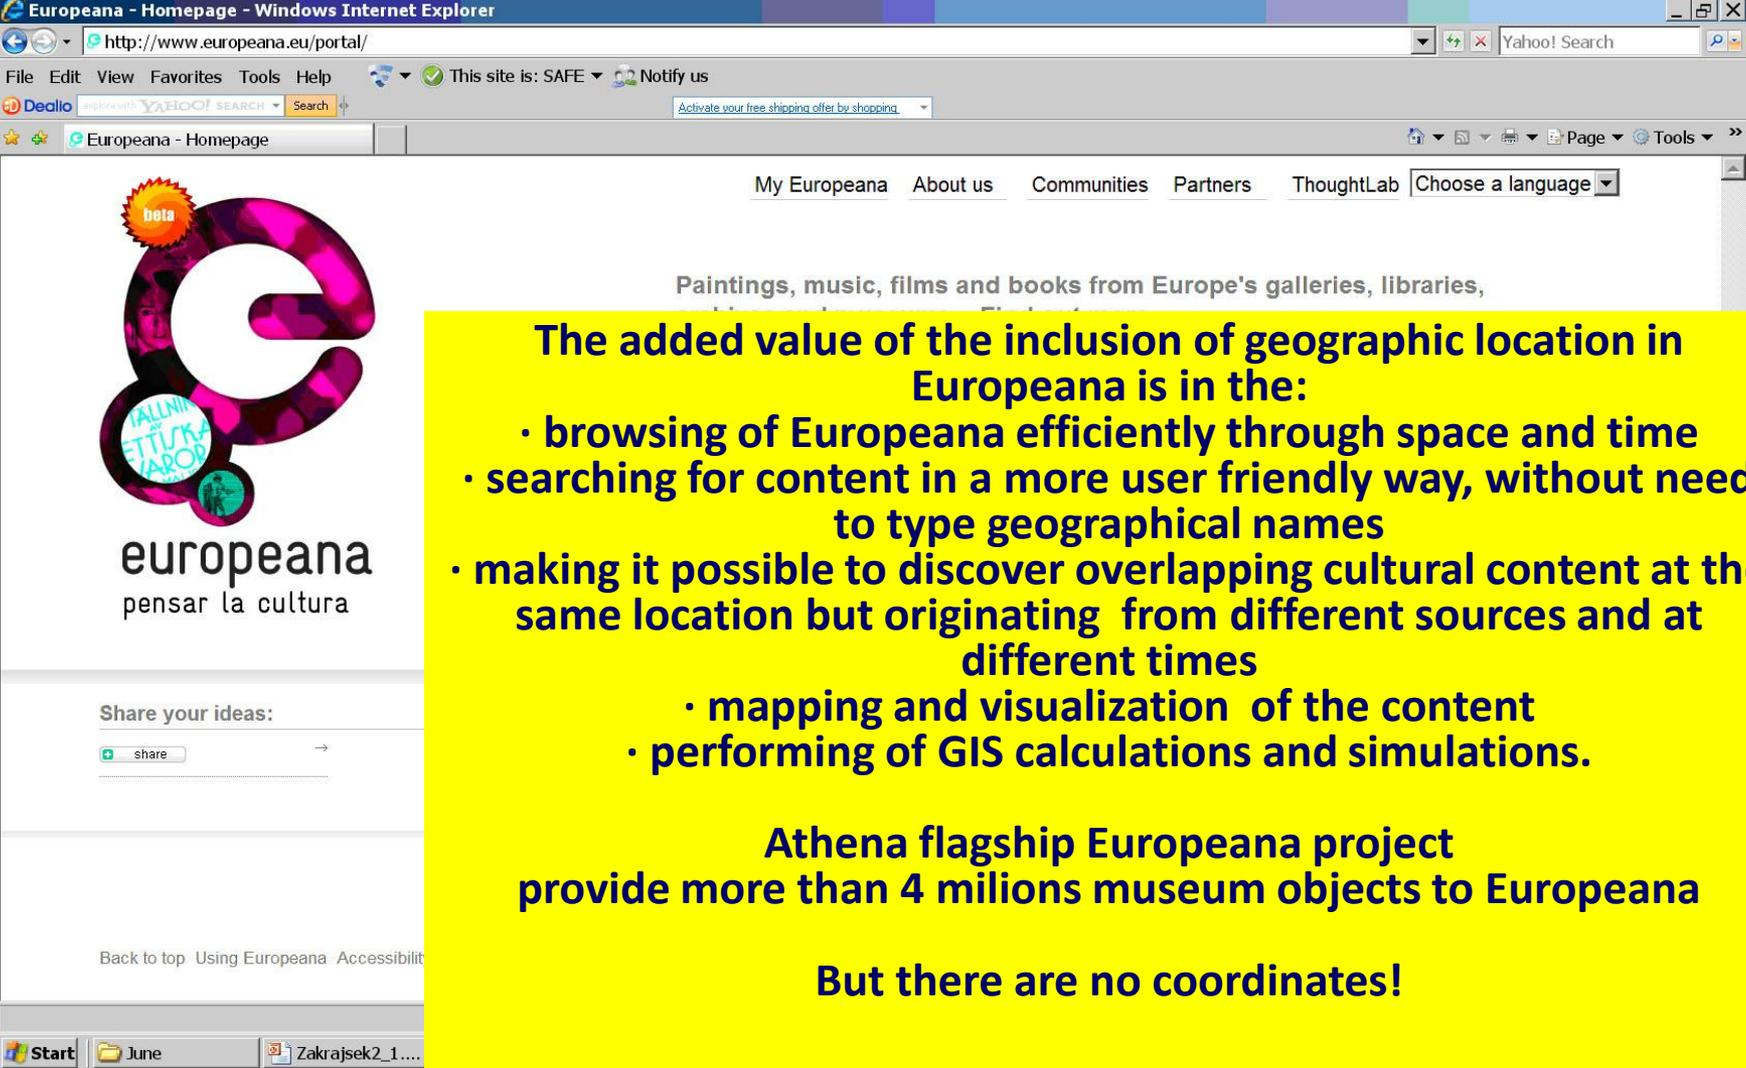 Europeana - Homepage - Windows Internet Explorer
http://www.europeana.eu/portal/
Yahoo! Search
File Edit View Favorites Tools Help
This site is: SAFE
Notify us
Dealio
YAHOO! SEARCH
Search
Activate your free shipping offer by shopping
Europeana - Homepage
Page
Tools
beta
My Europeana About us Communities Partners ThoughtLab Choose a language
Paintings, music, films and books from Europe's galleries, libraries,
The added value of the inclusion of geographic location in
Europeana is in the:
· browsing of Europeana efficiently through space and time
· searching for content in a more user friendly way, without need
to type geographical names
· making it possible to discover overlapping cultural content at th
same location but originating from different sources and at
different times
· mapping and visualization of the content
· performing of GIS calculations and simulations.
Athena flagship Europeana project
provide more than 4 milions museum objects to Europeana
But there are no coordinates!
europeana
pensar la cultura
Share your ideas:
share
Back to top Using Europeana Accessibilit
Start
June
Zakrajsek2_1....